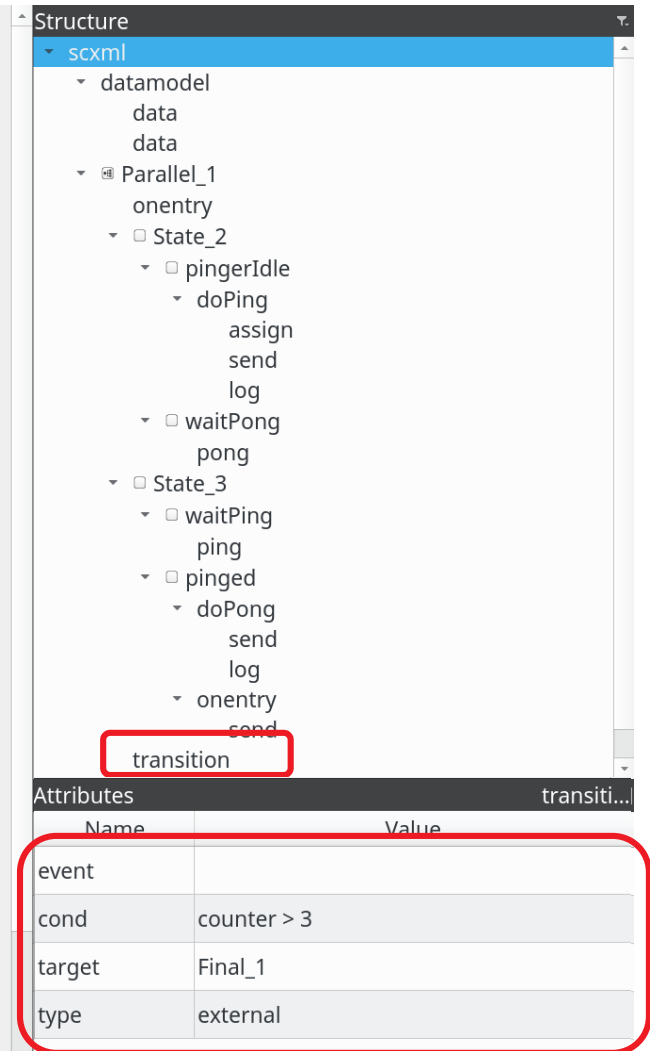 Structure
scxml
datamodel
data
data
Parallel_1
onentry
State_2
pingerIdle
doPing
assign
send
log
waitPong
pong
State_3
waitPing
ping
pinged
doPong
send
log
onentry
send
transition
Attributes transiti...
Name Value
event
cond counter > 3
target Final_1
type external